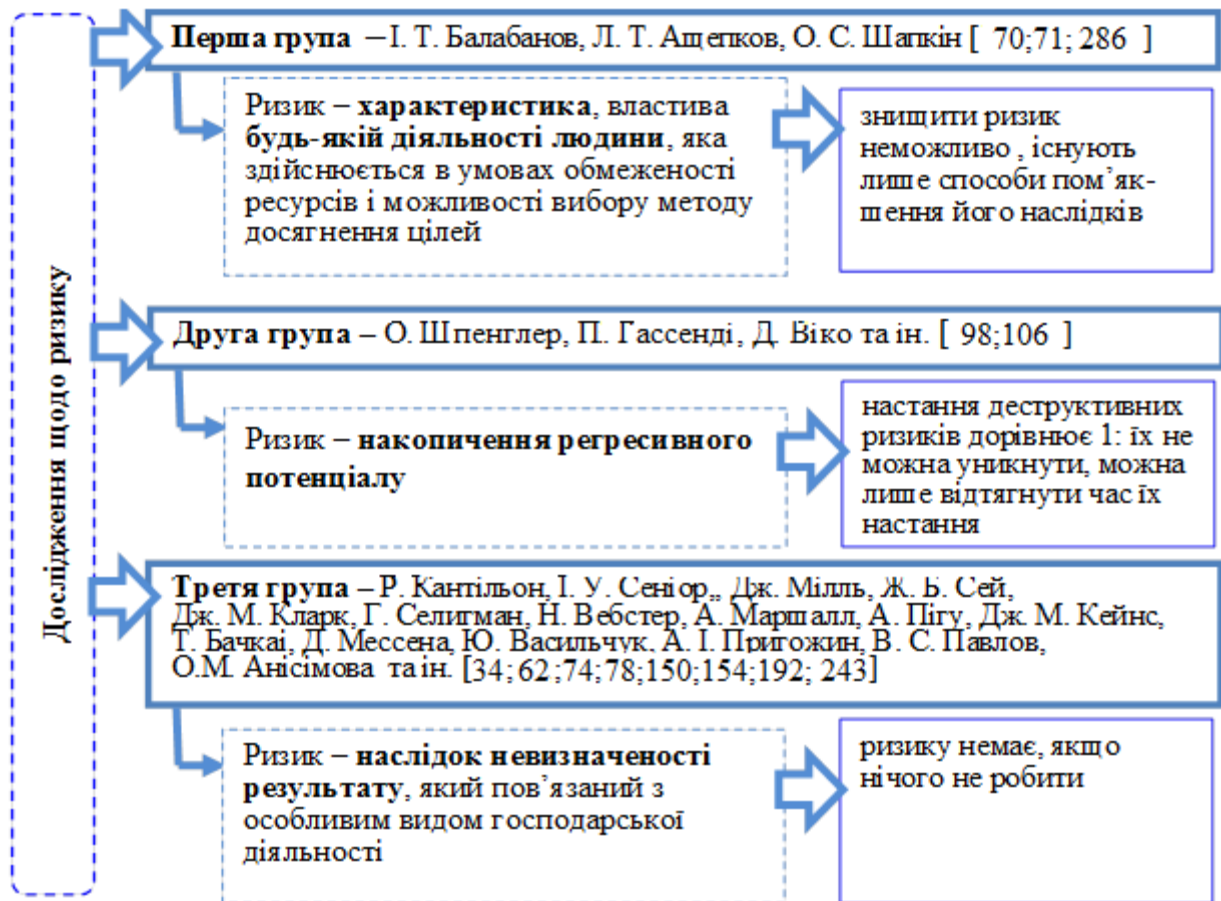 Дослідження щодо ризику
Перша група – І. Т. Балабанов, Л. Т. Ащепков, О. С. Шапкін [ 70;71; 286 ]
Ризик – характеристика, властива
будь-якій діяльності людини, яка
здійснюється в умовах обмеженості
ресурсів і можливості вибору методу
досягнення цілей
знищити ризик
неможливо , існують
лише способи пом’як-
шення його наслідків
Друга група – О. Шпенглер, П. Гассенді, Д. Віко та ін. [ 98;106 ]
Ризик – накопичення регресивного
потенціалу
настання деструктивних
ризиків дорівнює 1: їх не
можна уникнути, можна
лише відтягнути час їх
настання
Третя група – Р. Кантільон, І. У. Сеніор,, Дж. Мілль, Ж. Б. Сей,
Дж. М. Кларк, Г. Селигман, Н. Вебстер, А. Маршалл, А. Пігу, Дж. М. Кейнс,
Т. Бачкаі, Д. Мессена, Ю. Васильчук, А. І. Пригожин, В. С. Павлов,
О.М. Анісімова та ін. [34; 62 ;74; 78;150;154;192; 243]
Ризик – наслідок невизначеності
результату, який пов’язаний з
особливим видом господарської
діяльності
ризику немає, якщо
нічого не робити